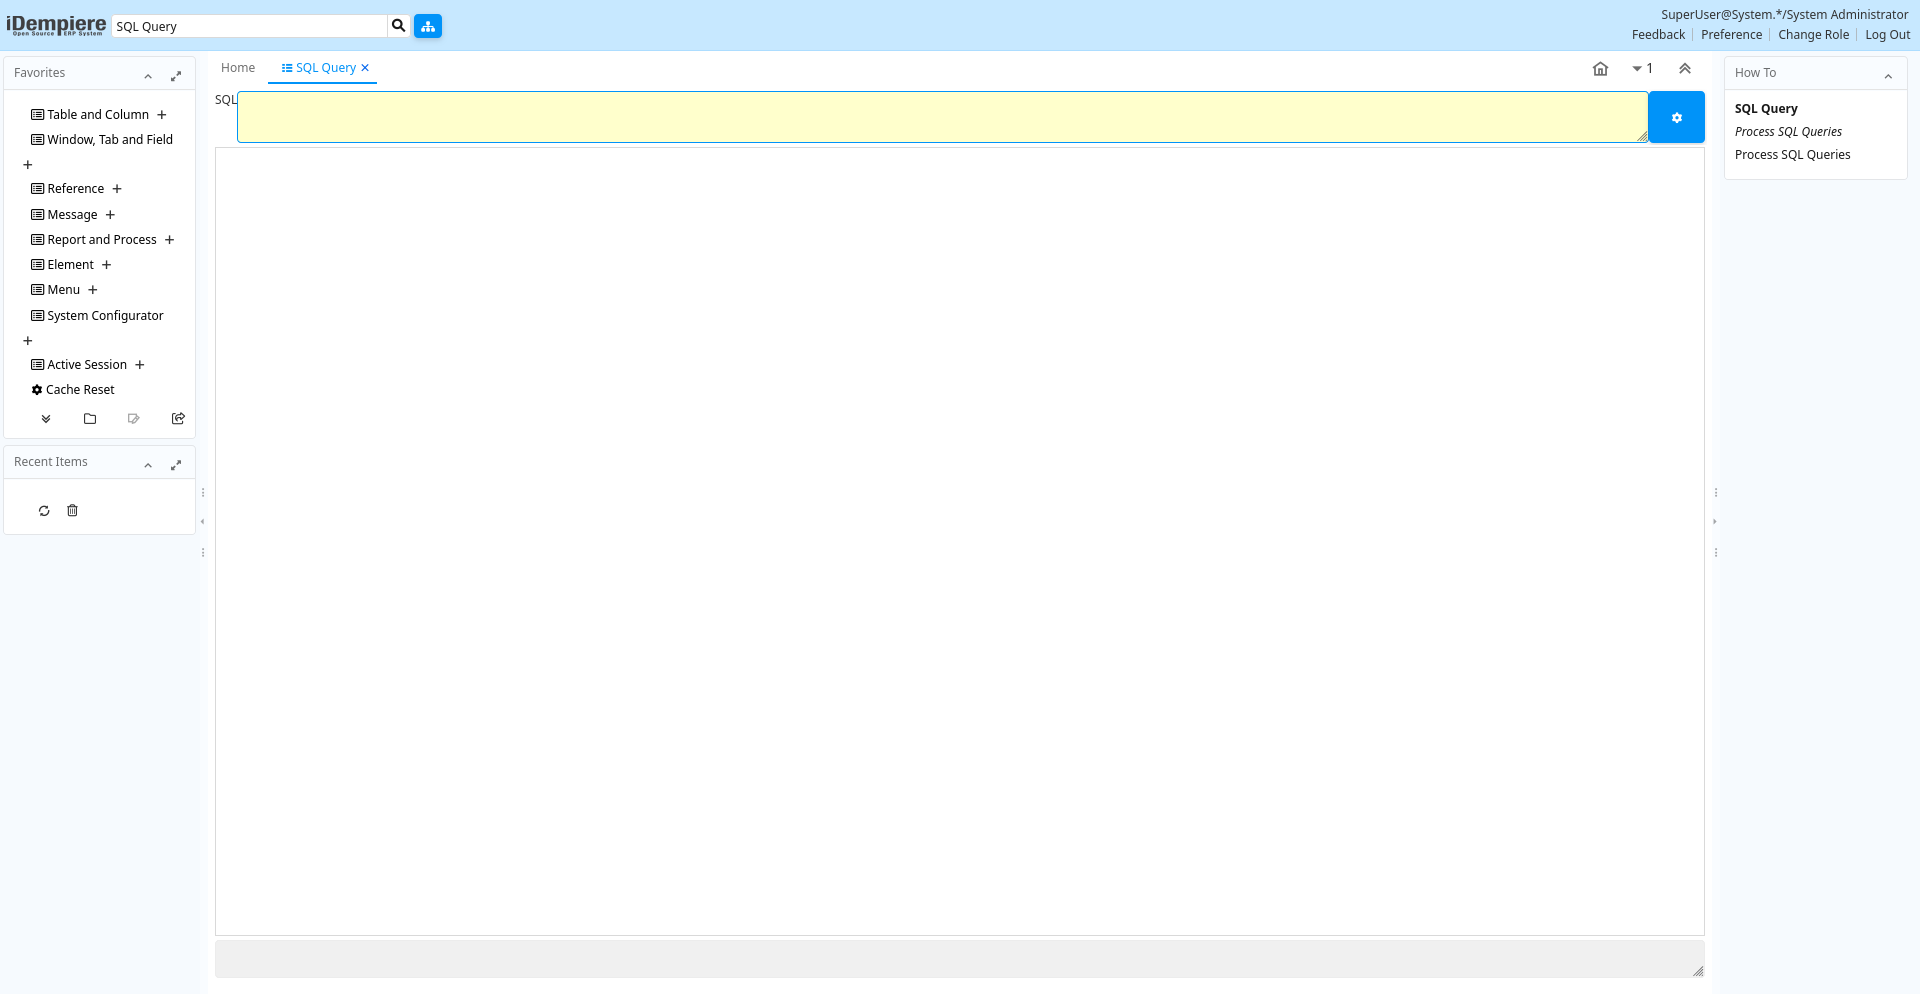 iDempiere
Open Source ERP System
SQL Query
SuperUser@System.*/System Administrator
Feedback
Preference
Change Role
Log Out
Favorites
Table and Column
Window, Tab and Field
Reference
Message
Report and Process
Element
Menu
System Configurator
Active Session
Cache Reset
Recent Items
Home
SQL Query
1
SQL
How To
SQL Query
Process SQL Queries
Process SQL Queries